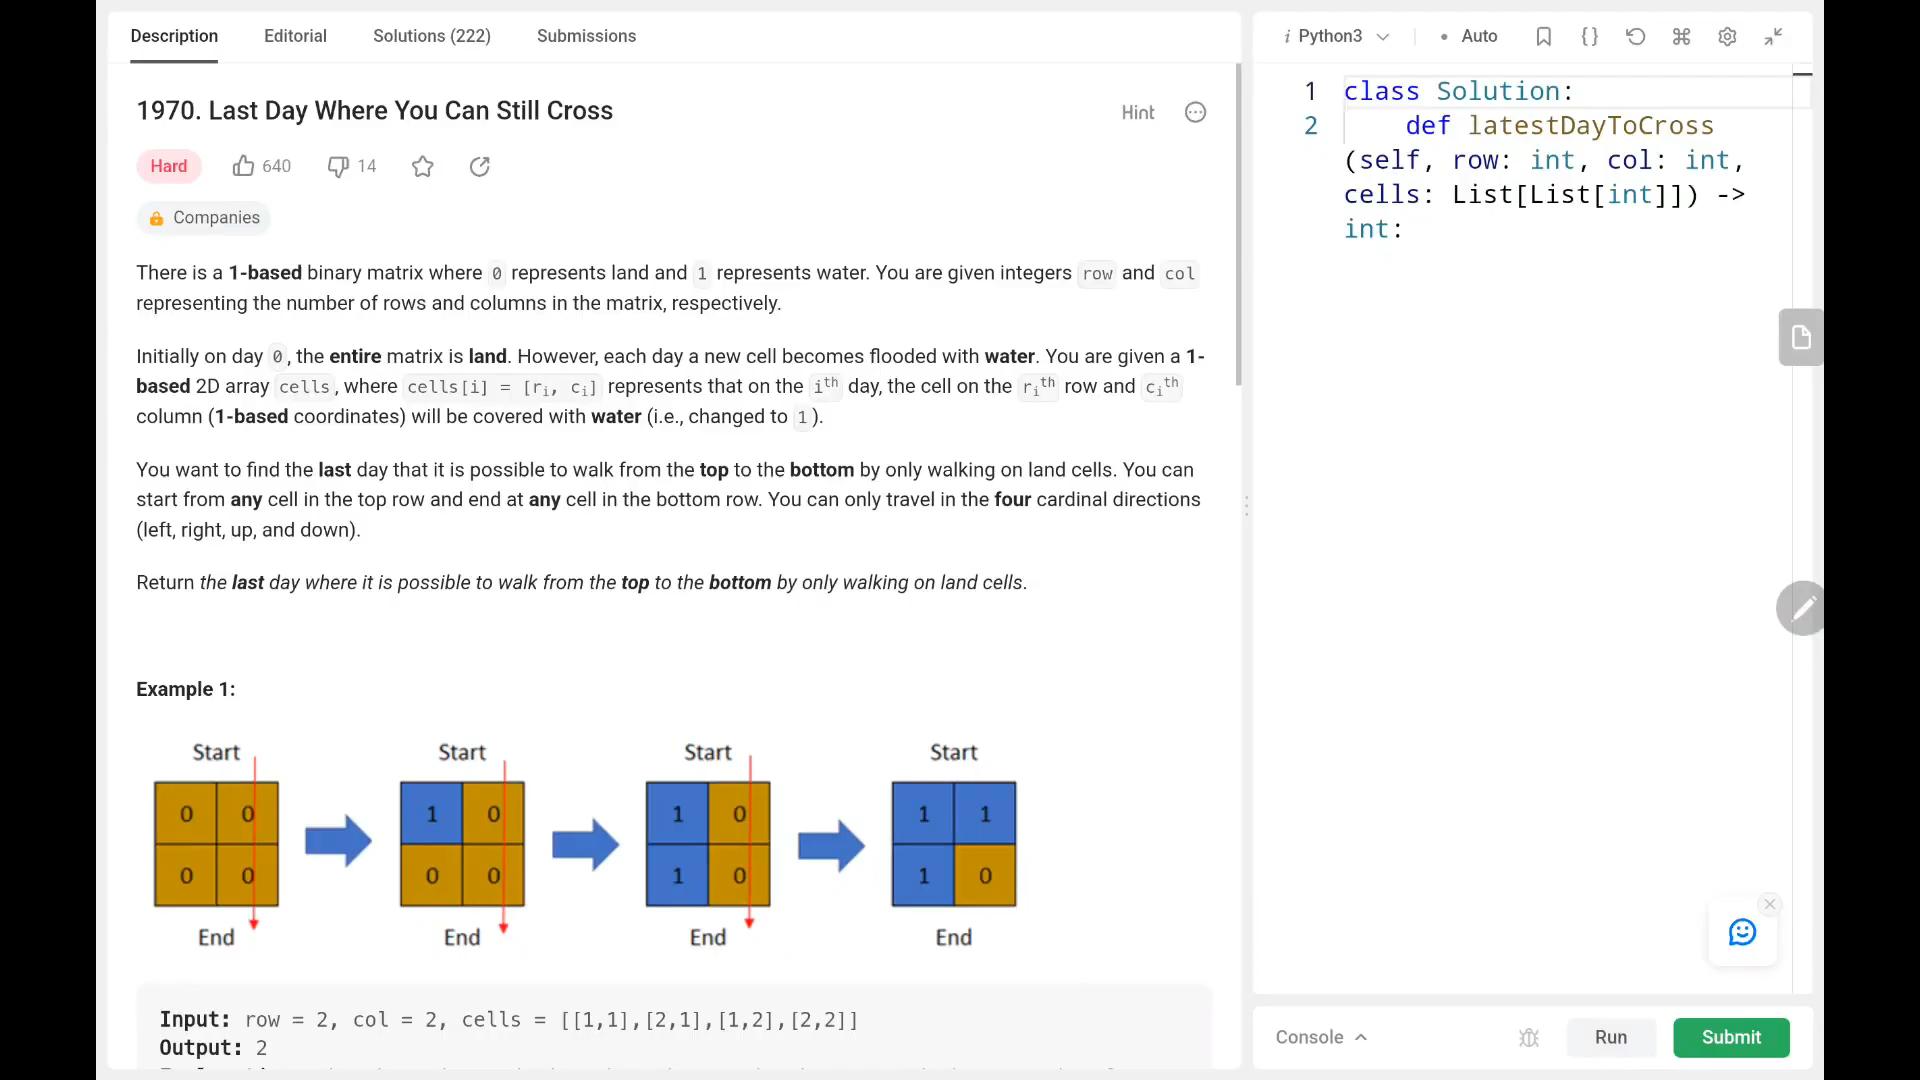 Description Editorial Solutions (222) Submissions
1970. Last Day Where You Can Still Cross Hint
Hard 640 14
Companies
There is a 1-based binary matrix where 0 represents land and 1 represents water. You are given integers row and col
representing the number of rows and columns in the matrix, respectively.
Initially on day 0, the entire matrix is land. However, each day a new cell becomes flooded with water. You are given a 1-
based 2D array cells, where cells[i] = [ri, ci] represents that on the ith day, the cell on the rith row and cith
column (1-based coordinates) will be covered with water (i.e., changed to 1).
You want to find the last day that it is possible to walk from the top to the bottom by only walking on land cells. You can
start from any cell in the top row and end at any cell in the bottom row. You can only travel in the four cardinal directions
(left, right, up, and down).
Return the last day where it is possible to walk from the top to the bottom by only walking on land cells.
Example 1:
Start Start Start Start
0 0 1 0 1 0 1 1
0 0 0 0 1 0 1 0
End End End End
Input: row = 2, col = 2, cells = [[1,1],[2,1],[1,2],[2,2]]
Output: 2
i Python3 • Auto {}
1 class Solution:
2 def latestDayToCross
(self, row: int, col: int,
cells: List[List[int]]) ->
int:
Console Run Submit